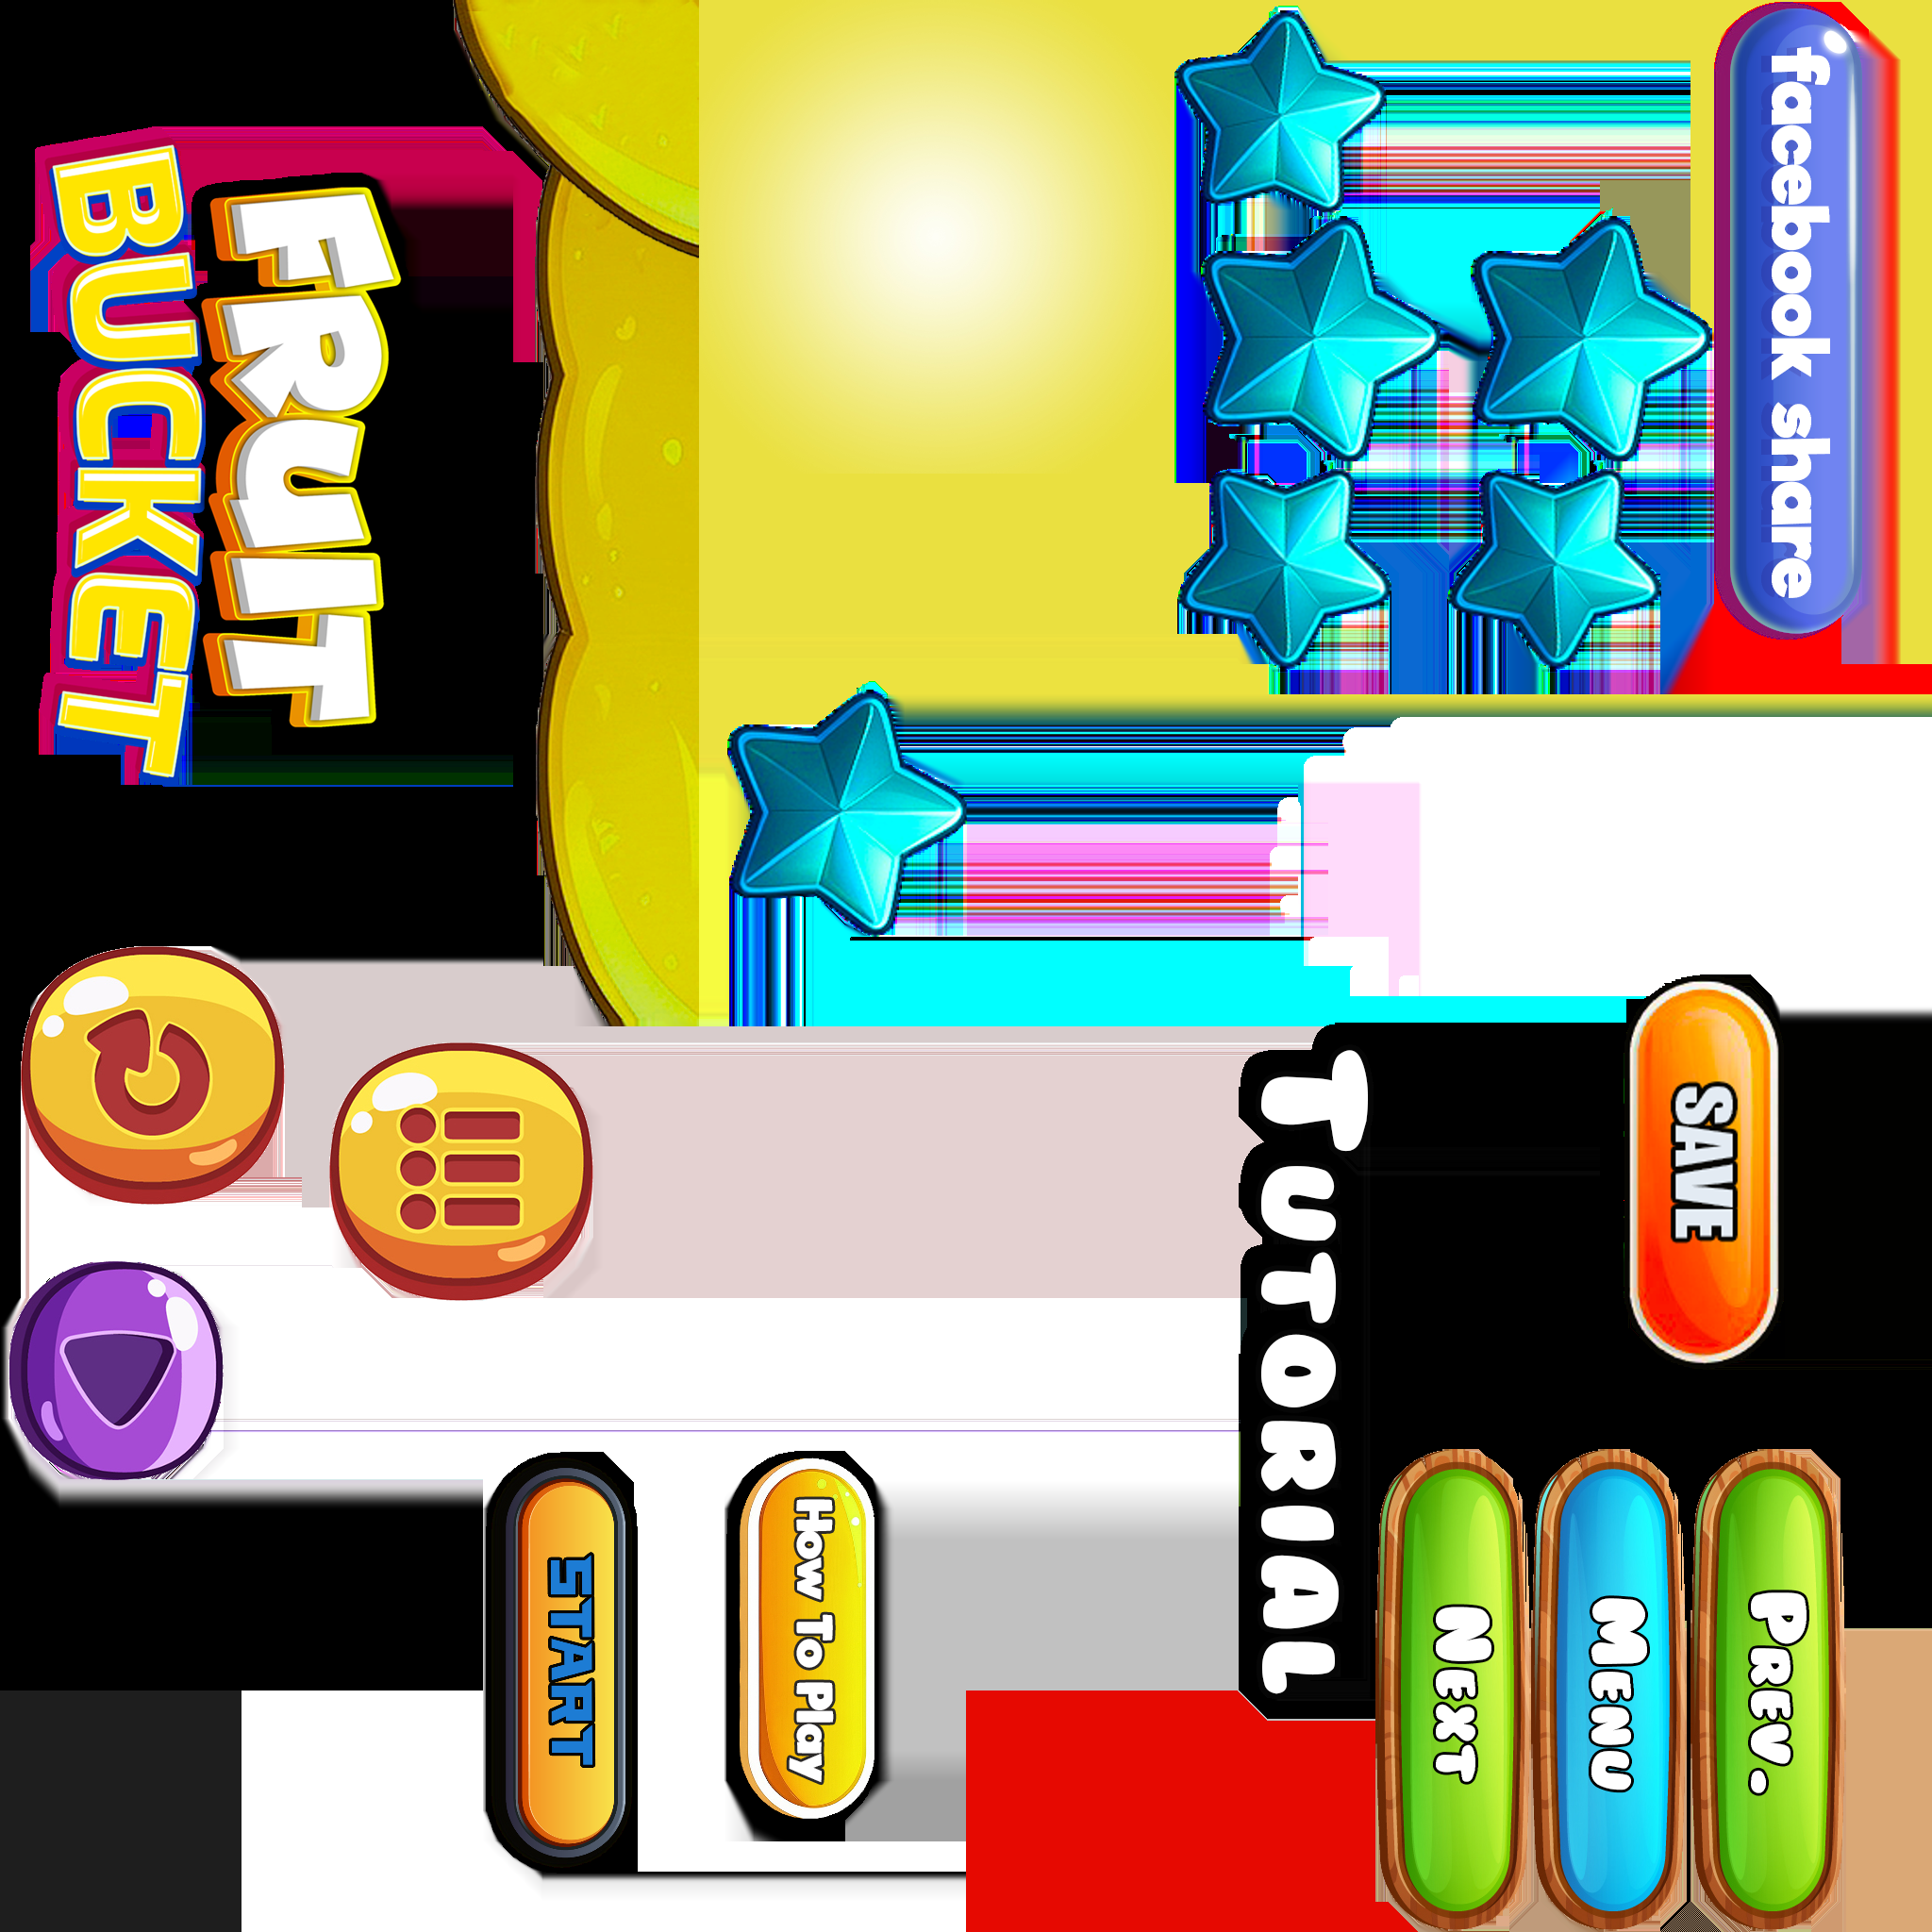 FRUIT
BUCKET
facebook share
TUTORIAL
SAVE
START
How To Play
PREV.
MENU
NEXT